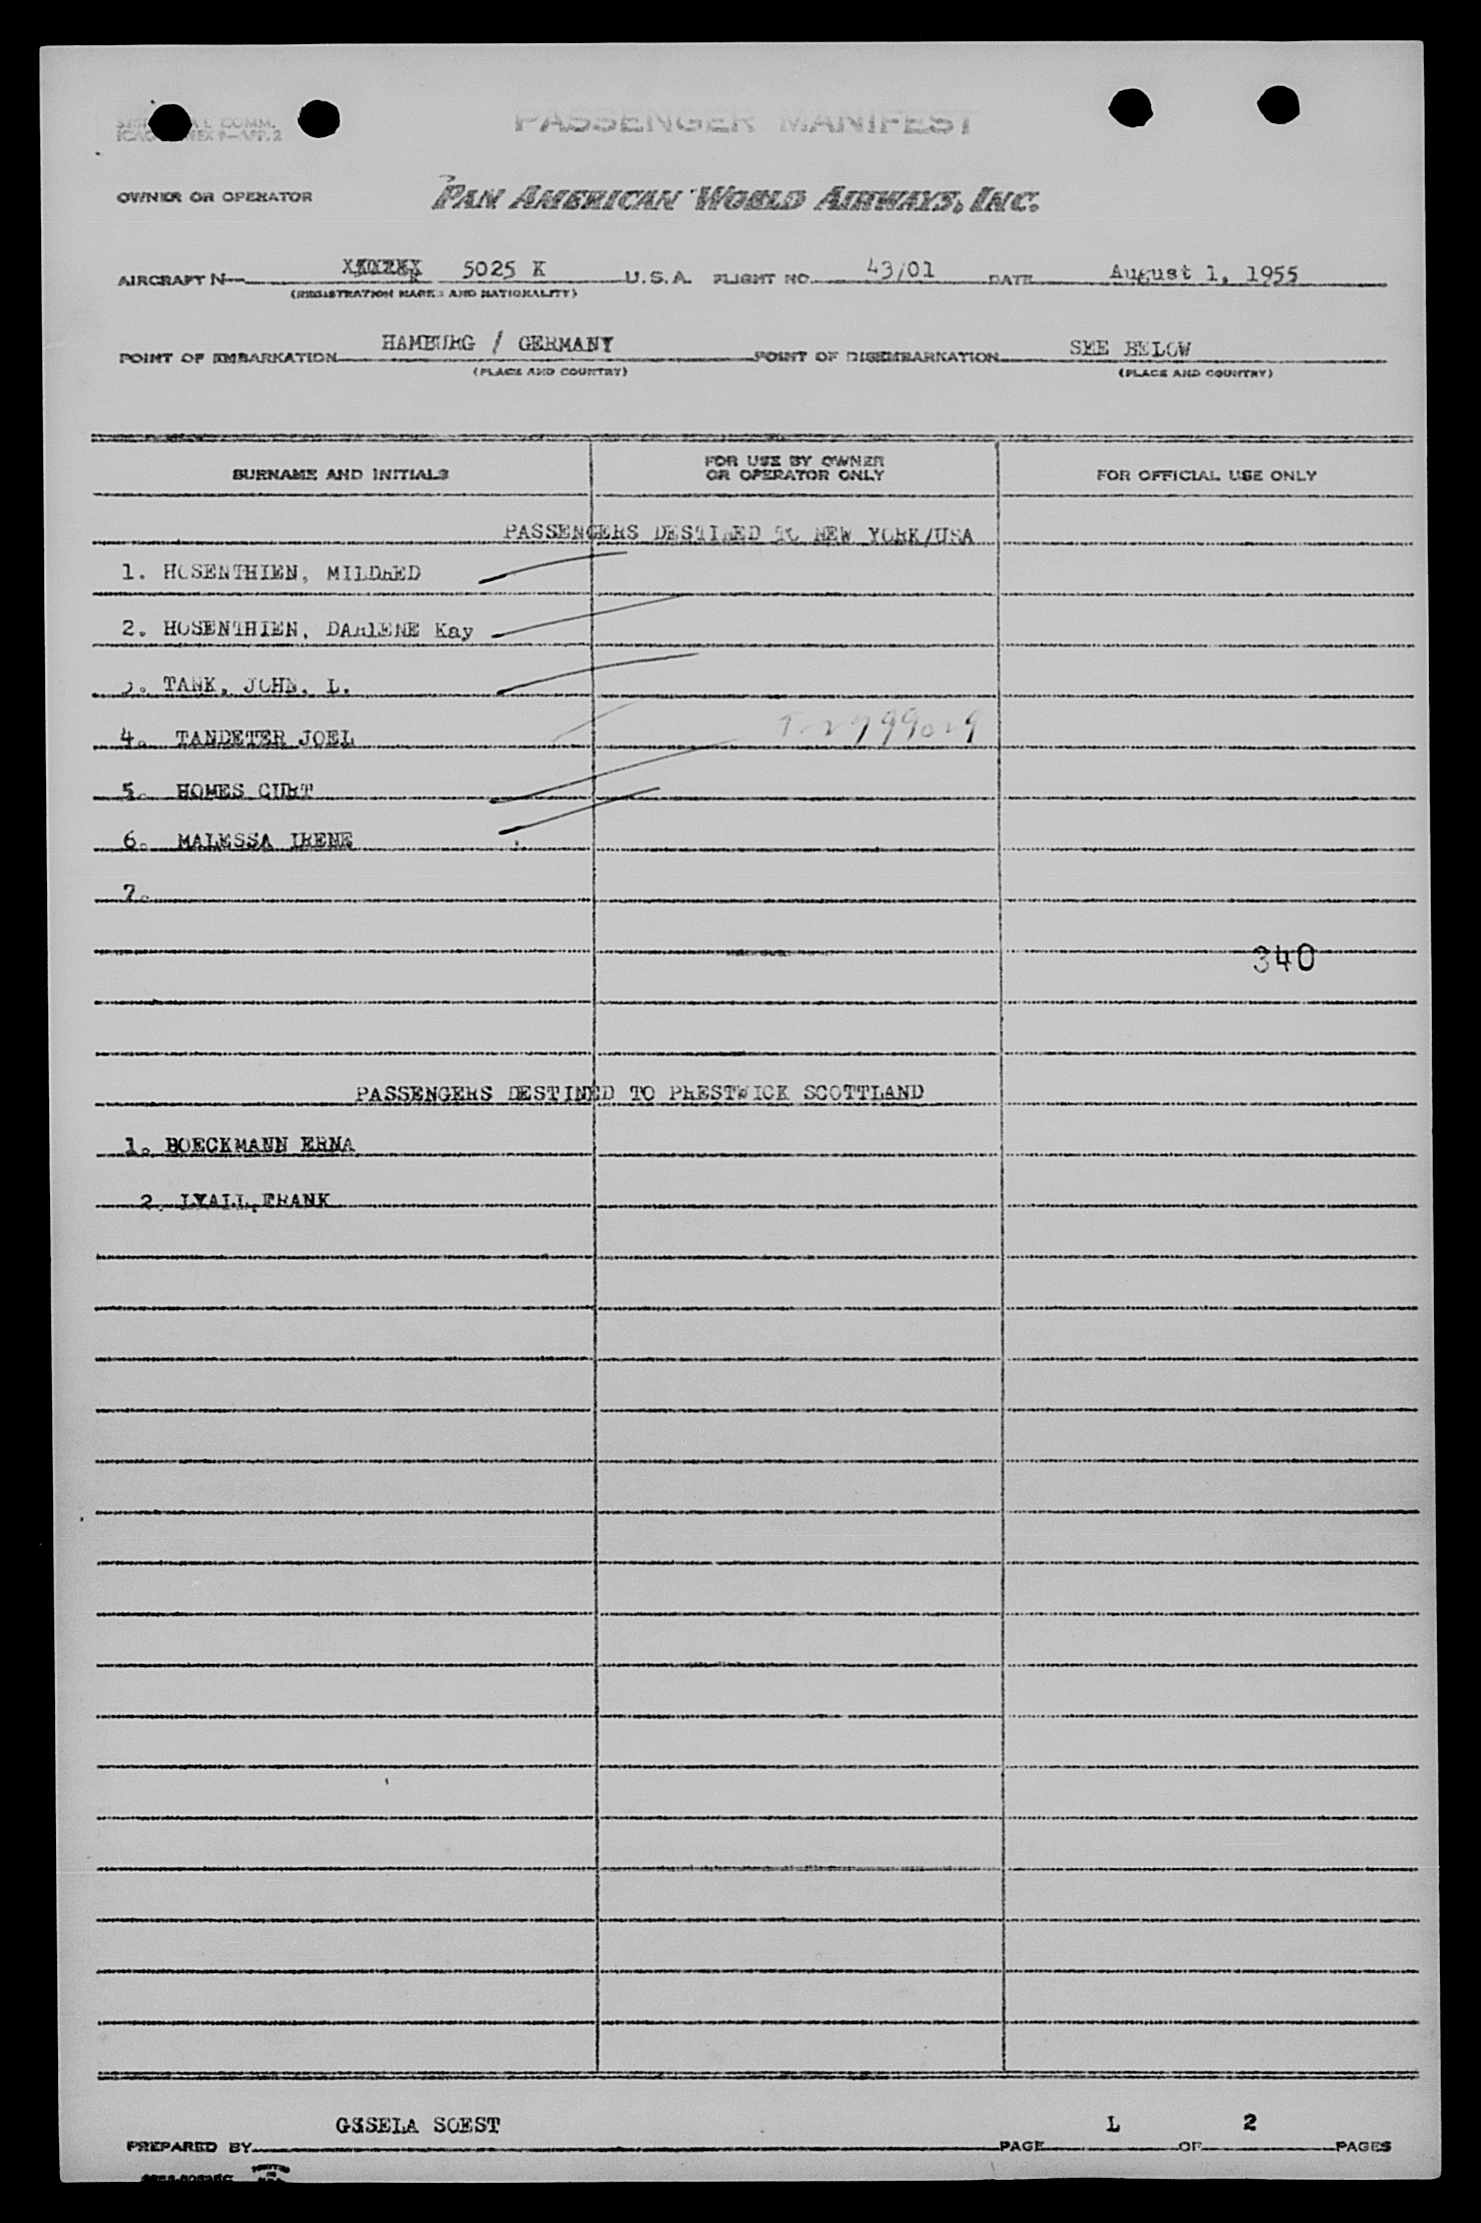 PASSENGER MANIFEST
OWNER OR OPERATOR PAN AMERICAN WORLD AIRWAYS, INC.
AIRCRAFT N 5025 K U.S.A. FLIGHT NO. 43/01 DATE August 1, 1955
(REGISTRATION MARKS AND NATIONALITY)
POINT OF EMBARKATION HAMBURG / GERMANY POINT OF DISEMBARKATION SEE BELOW
(PLACE AND COUNTRY) (PLACE AND COUNTRY)
SURNAME AND INITIALS FOR USE BY OWNER OR OPERATOR ONLY FOR OFFICIAL USE ONLY
PASSENGERS DESTINED TO NEW YORK/USA
1. HOSENTHIEN, MILDRED
2. HOSENTHIEN, DARLENE Kay
3. TANK, JOHN, L.
4. TANDETER JOEL
5. HOMES CURT
6. MALESSA IRENE
7.
340
PASSENGERS DESTINED TO PRESTWICK SCOTTLAND
1. BOECKMANN ERNA
2. LYALL, FRANK
PREPARED BY GISELA SOEST PAGE L OF 2 PAGES